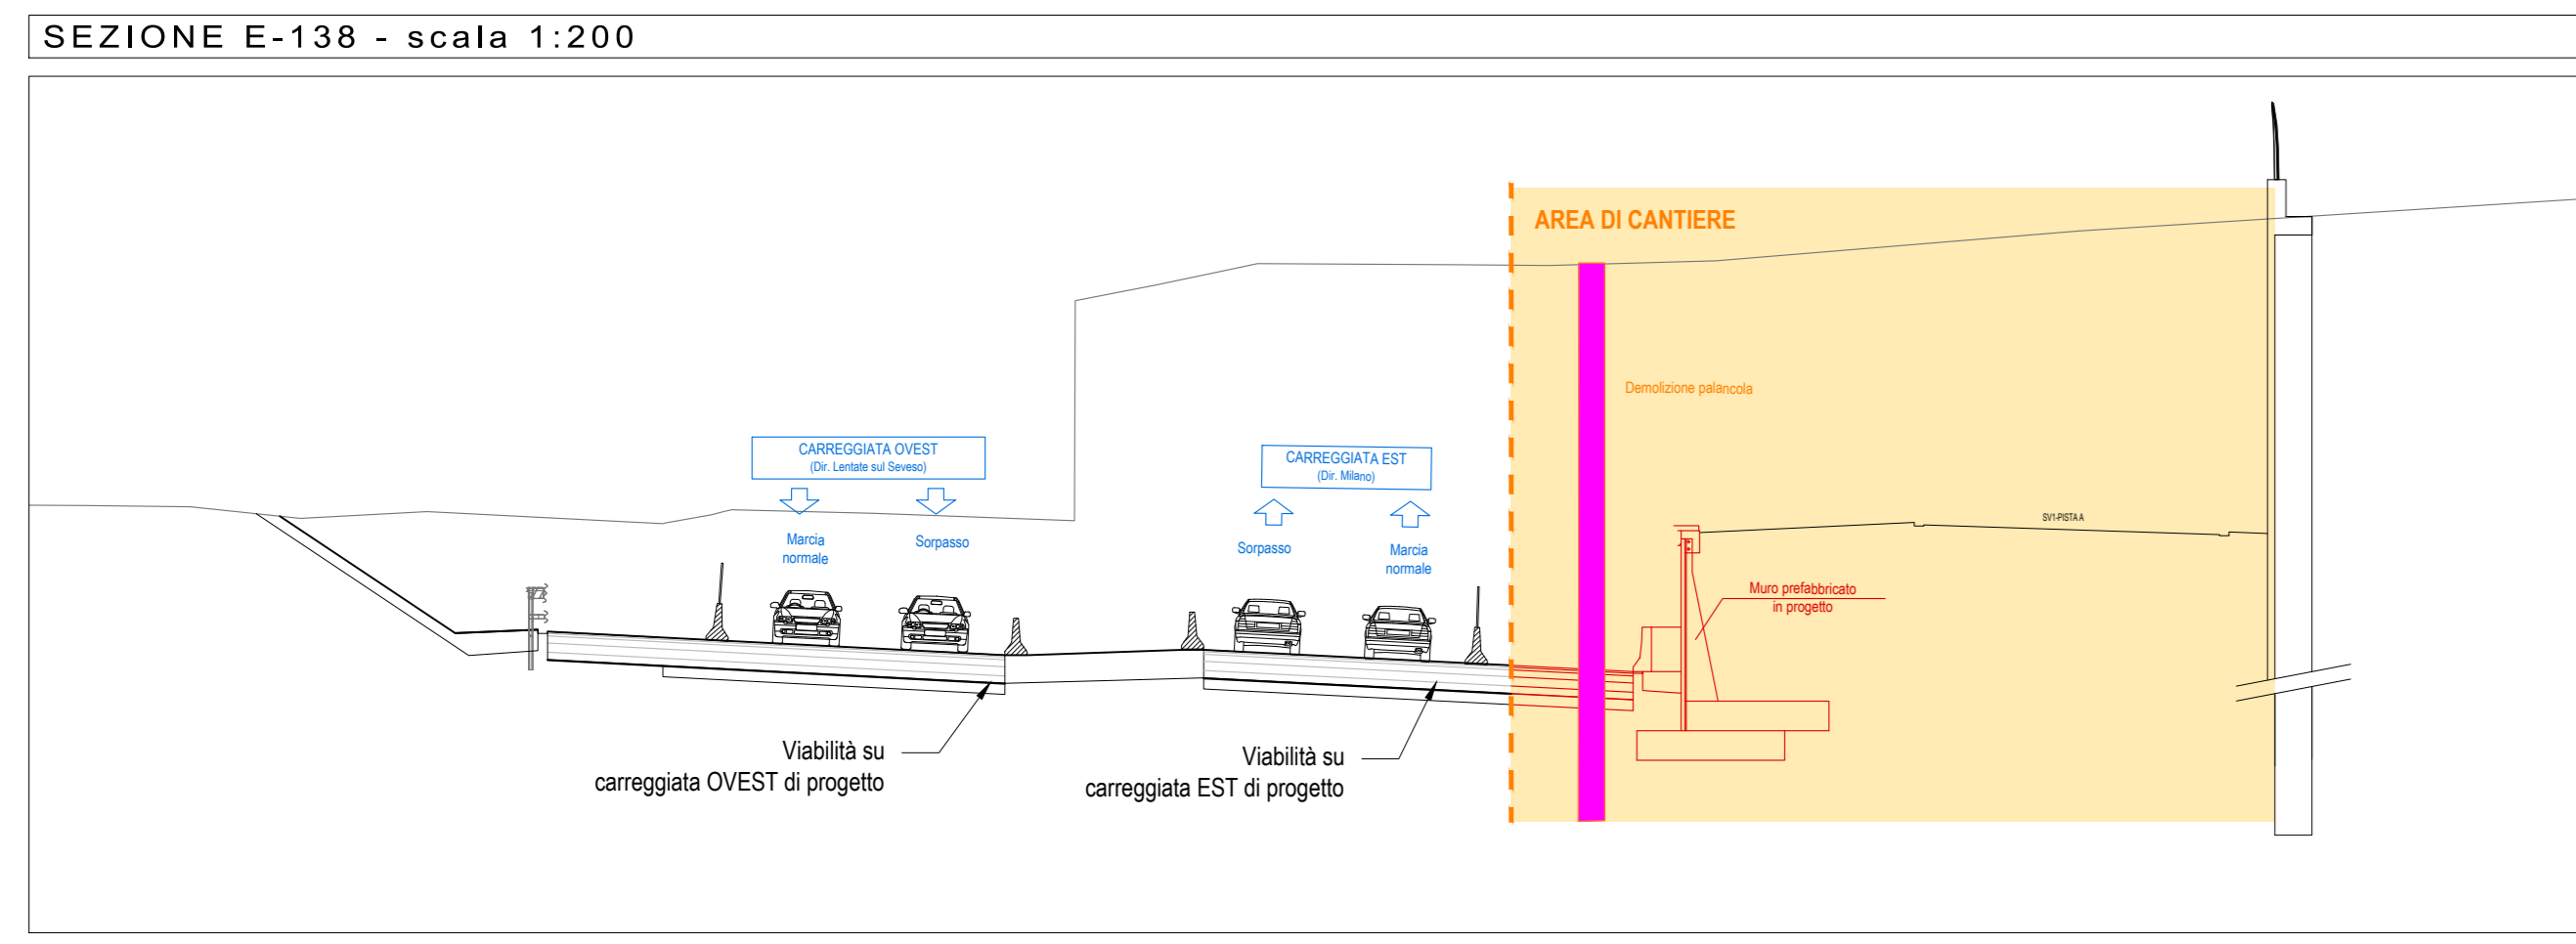 SEZIONE E-138 - scala 1:200
AREA DI CANTIERE
Demolizione palancola
CARREGGIATA OVEST
(Dir. Lentate sul Seveso)
CARREGGIATA EST
(Dir. Milano)
Marcia
normale
Sorpasso
Sorpasso
Marcia
normale
SV1-PISTA A
Muro prefabbricato
in progetto
Viabilità su
carreggiata OVEST di progetto
Viabilità su
carreggiata EST di progetto